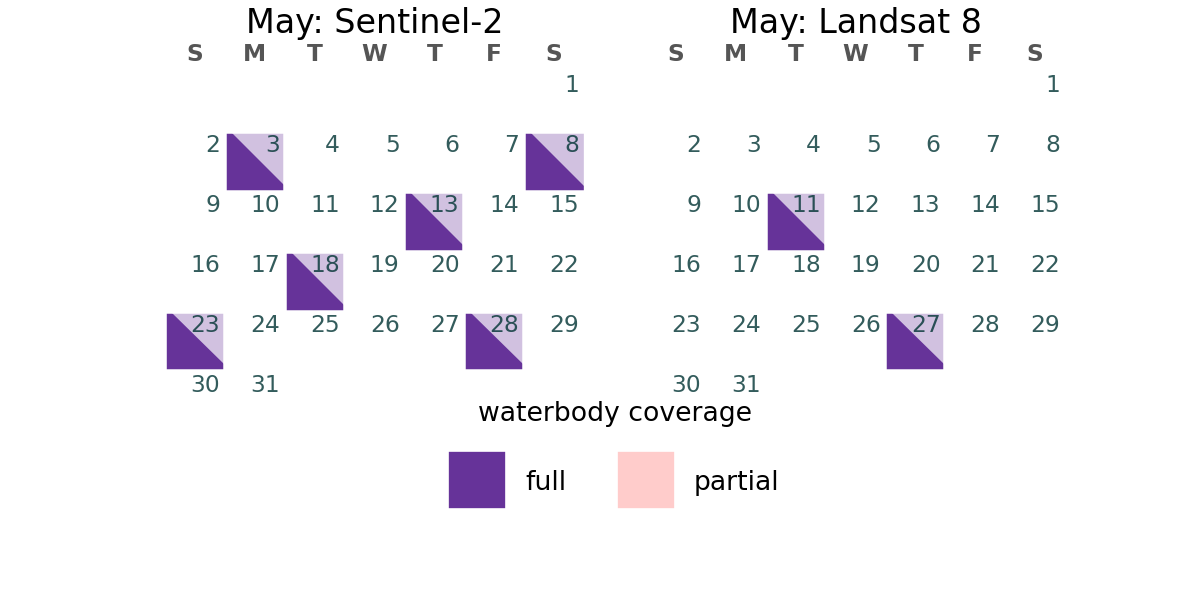 May: Sentinel-2
S M T W T F S
1
2 3 4 5 6 7 8
9 10 11 12 13 14 15
16 17 18 19 20 21 22
23 24 25 26 27 28 29
30 31
May: Landsat 8
S M T W T F S
1
2 3 4 5 6 7 8
9 10 11 12 13 14 15
16 17 18 19 20 21 22
23 24 25 26 27 28 29
30 31
waterbody coverage
full
partial